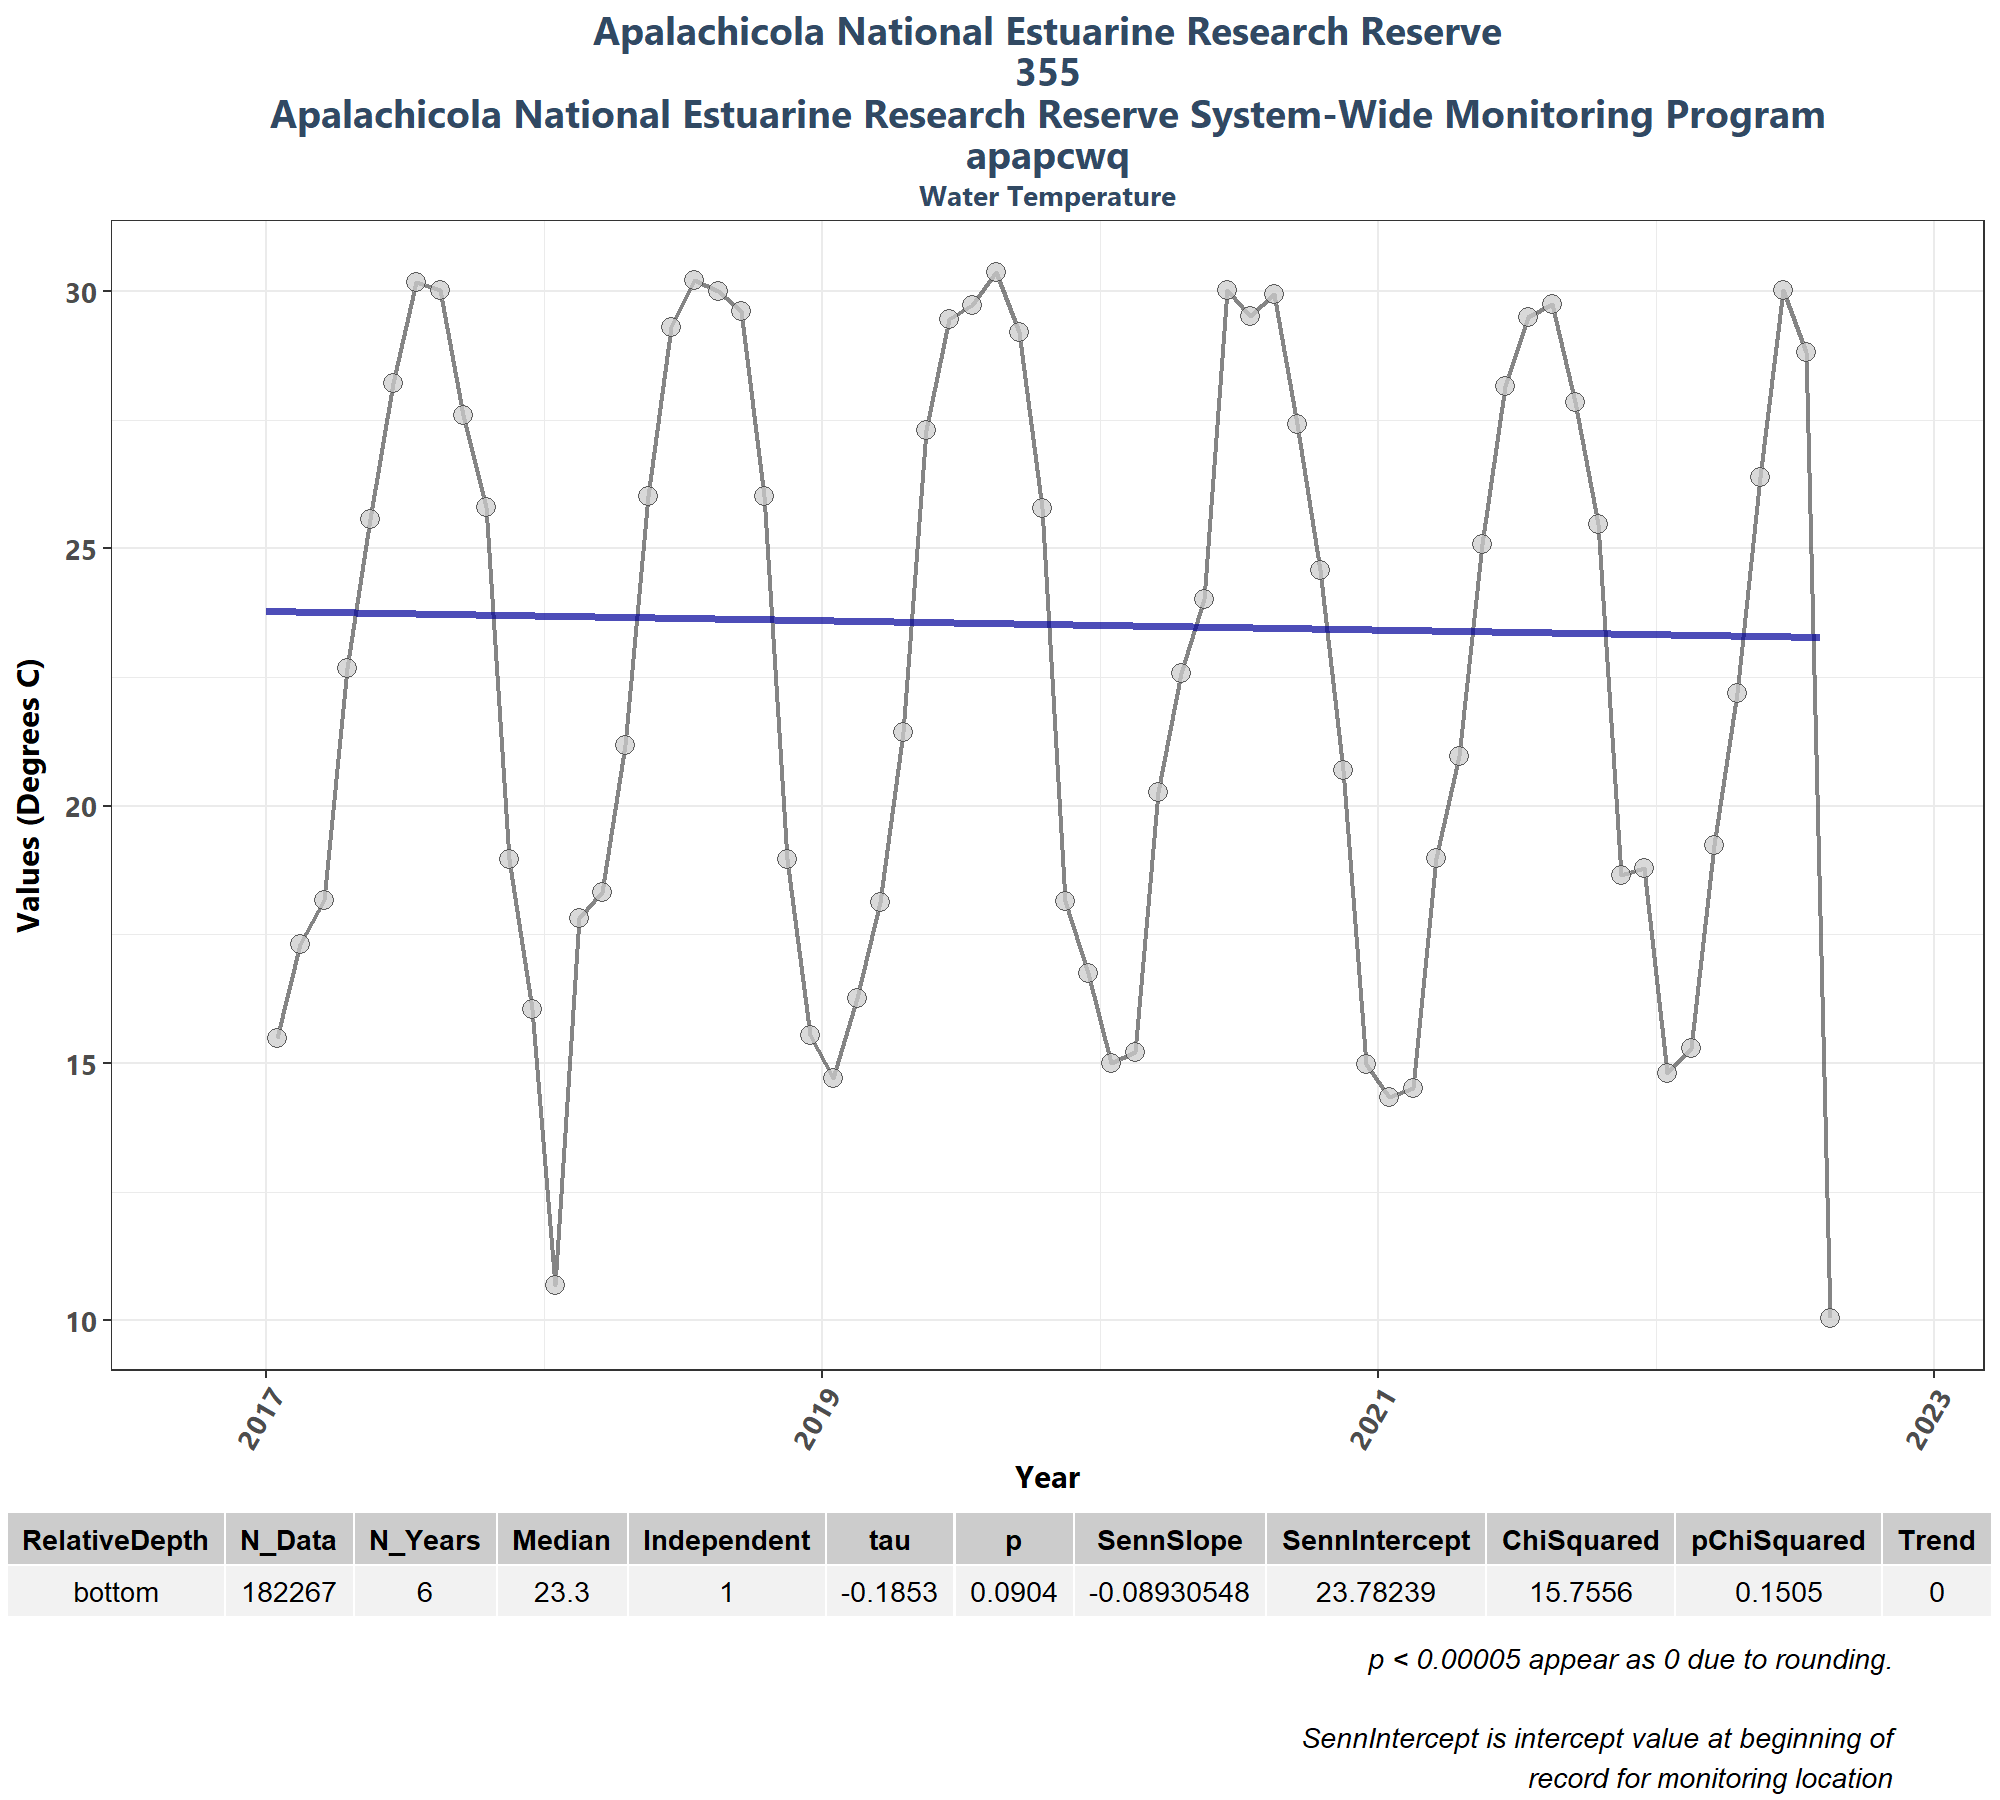 Apalachicola National Estuarine Research Reserve
355
Apalachicola National Estuarine Research Reserve System-Wide Monitoring Program
apapcwq
Water Temperature
Values (Degrees C)
30
25
20
15
10
2017
2019
2021
2023
Year
RelativeDepth N_Data N_Years Median Independent tau p SennSlope SennIntercept ChiSquared pChiSquared Trend
bottom 182267 6 23.3 1 -0.1853 0.0904 -0.08930548 23.78239 15.7556 0.1505 0
p < 0.00005 appear as 0 due to rounding.
SennIntercept is intercept value at beginning of
record for monitoring location